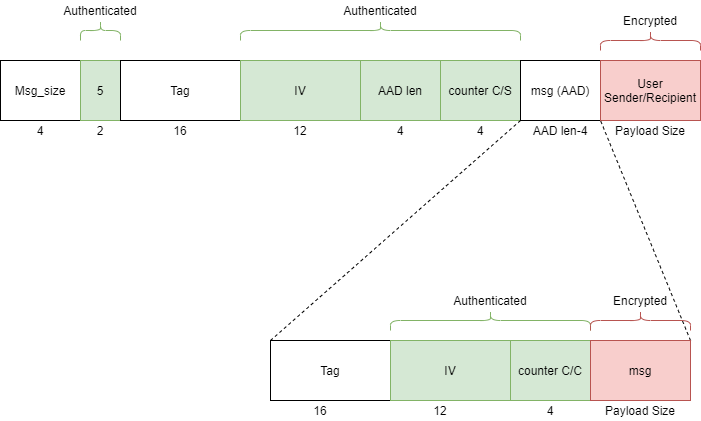 Authenticated
Authenticated
Encrypted
Msg_size
5
Tag
IV
AAD len
counter C/S
msg (AAD)
User
Sender/Recipient
4
2
16
12
4
4
AAD len-4
Payload Size
Authenticated
Encrypted
Tag
IV
counter C/C
msg
16
12
4
Payload Size